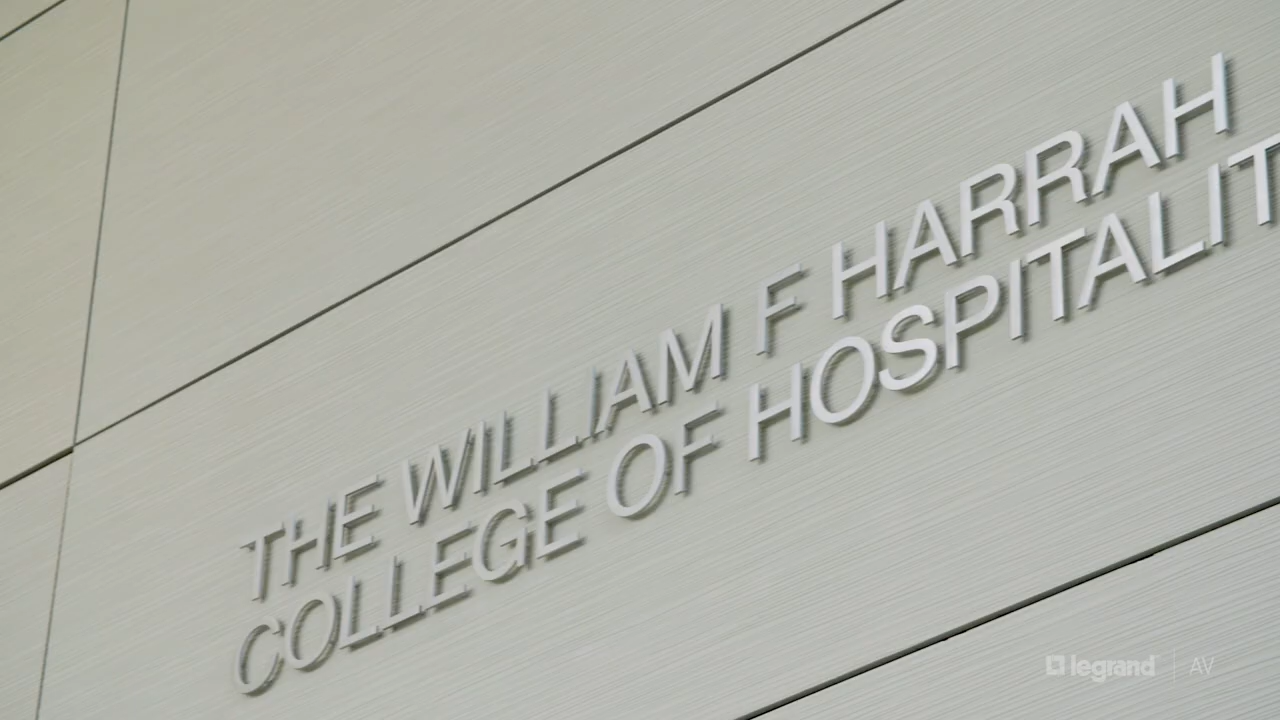 THE WILLIAM F HARRAH
COLLEGE OF HOSPITALIT
legrand | AV